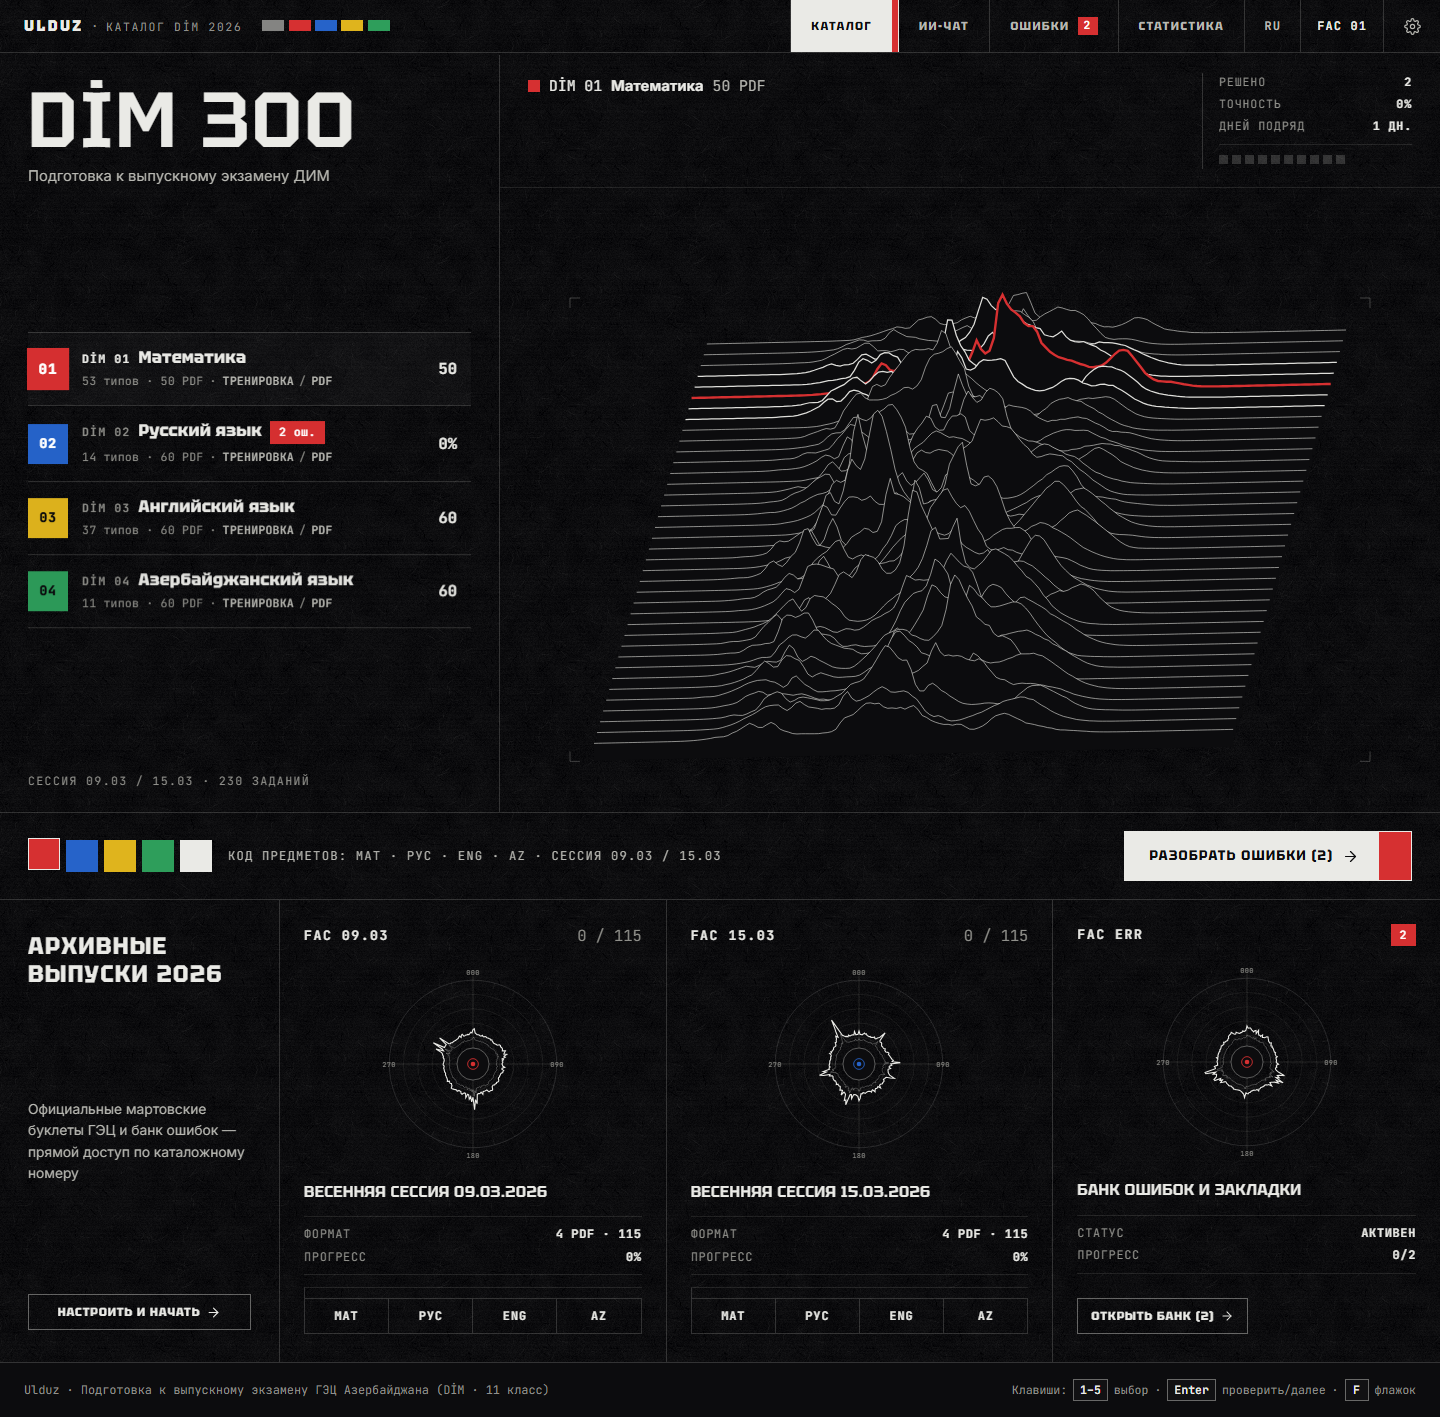 ULDUZ · КАТАЛОГ DİM 2026
КАТАЛОГ
ИИ-ЧАТ
ОШИБКИ 2
СТАТИСТИКА
RU
FAC 01
DİM 300
Подготовка к выпускному экзамену ДИМ
DİM 01 Математика 50 PDF
РЕШЕНО 2
ТОЧНОСТЬ 0%
ДНЕЙ ПОДРЯД 1 ДН.
01 DİM 01 Математика 50
53 типов · 50 PDF · ТРЕНИРОВКА / PDF
02 DİM 02 Русский язык 2 ош. 0%
14 типов · 60 PDF · ТРЕНИРОВКА / PDF
03 DİM 03 Английский язык 60
37 типов · 60 PDF · ТРЕНИРОВКА / PDF
04 DİM 04 Азербайджанский язык 60
11 типов · 60 PDF · ТРЕНИРОВКА / PDF
СЕССИЯ 09.03 / 15.03 · 230 ЗАДАНИЙ
КОД ПРЕДМЕТОВ: МАТ · РУС · ENG · AZ · СЕССИЯ 09.03 / 15.03
РАЗОБРАТЬ ОШИБКИ (2) →
АРХИВНЫЕ
ВЫПУСКИ 2026
Официальные мартовские
буклеты ГЭЦ и банк ошибок —
прямой доступ по каталожному
номеру
НАСТРОИТЬ И НАЧАТЬ →
FAC 09.03 0 / 115
000
270 090
180
ВЕСЕННЯЯ СЕССИЯ 09.03.2026
ФОРМАТ 4 PDF · 115
ПРОГРЕСС 0%
МАТ РУС ENG AZ
FAC 15.03 0 / 115
000
270 090
180
ВЕСЕННЯЯ СЕССИЯ 15.03.2026
ФОРМАТ 4 PDF · 115
ПРОГРЕСС 0%
МАТ РУС ENG AZ
FAC ERR 2
000
270 090
180
БАНК ОШИБОК И ЗАКЛАДКИ
СТАТУС АКТИВЕН
ПРОГРЕСС 0/2
ОТКРЫТЬ БАНК (2) →
Ulduz · Подготовка к выпускному экзамену ГЭЦ Азербайджана (DİM · 11 класс)
Клавиши: 1–5 выбор · Enter проверить/далее · F флажок